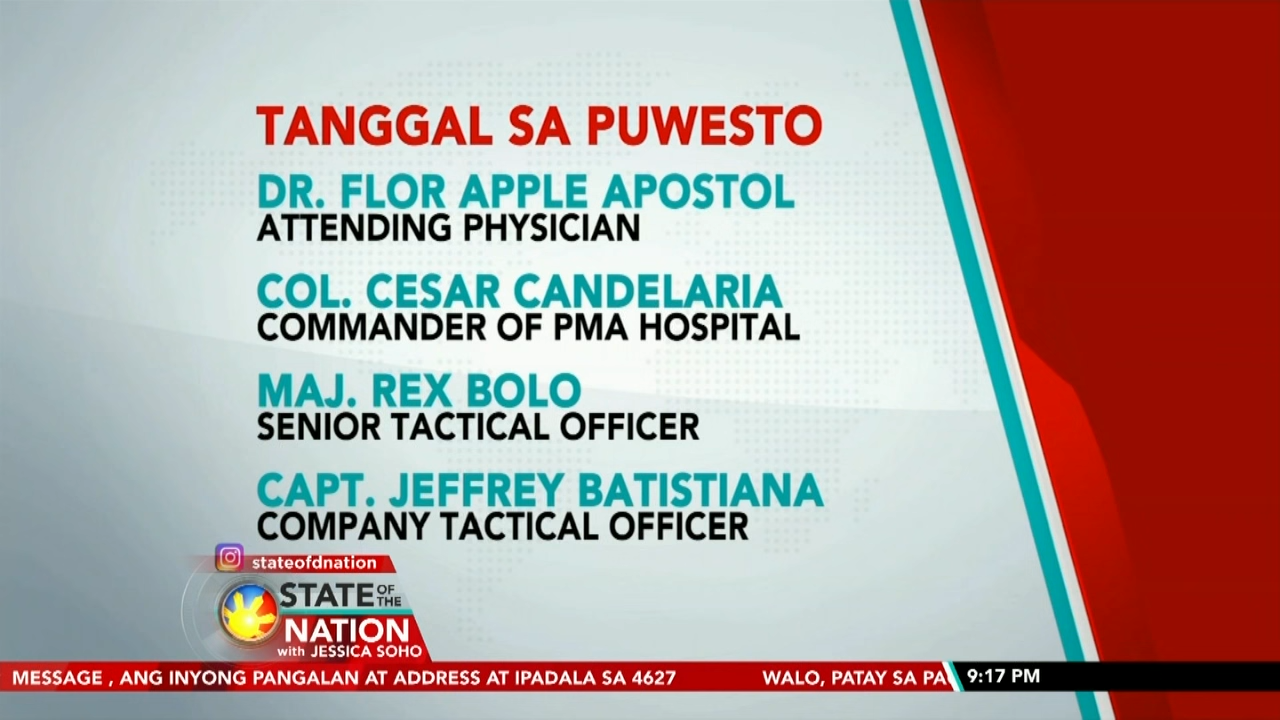 TANGGAL SA PUWESTO
DR. FLOR APPLE APOSTOL
ATTENDING PHYSICIAN
COL. CESAR CANDELARIA
COMMANDER OF PMA HOSPITAL
MAJ. REX BOLO
SENIOR TACTICAL OFFICER
CAPT. JEFFREY BATISTIANA
COMPANY TACTICAL OFFICER
stateofdnation
STATE OF THE
NATION
with JESSICA SOHO
MESSAGE , ANG INYONG PANGALAN AT ADDRESS AT IPADALA SA 4627 WALO, PATAY SA 9:17 PM